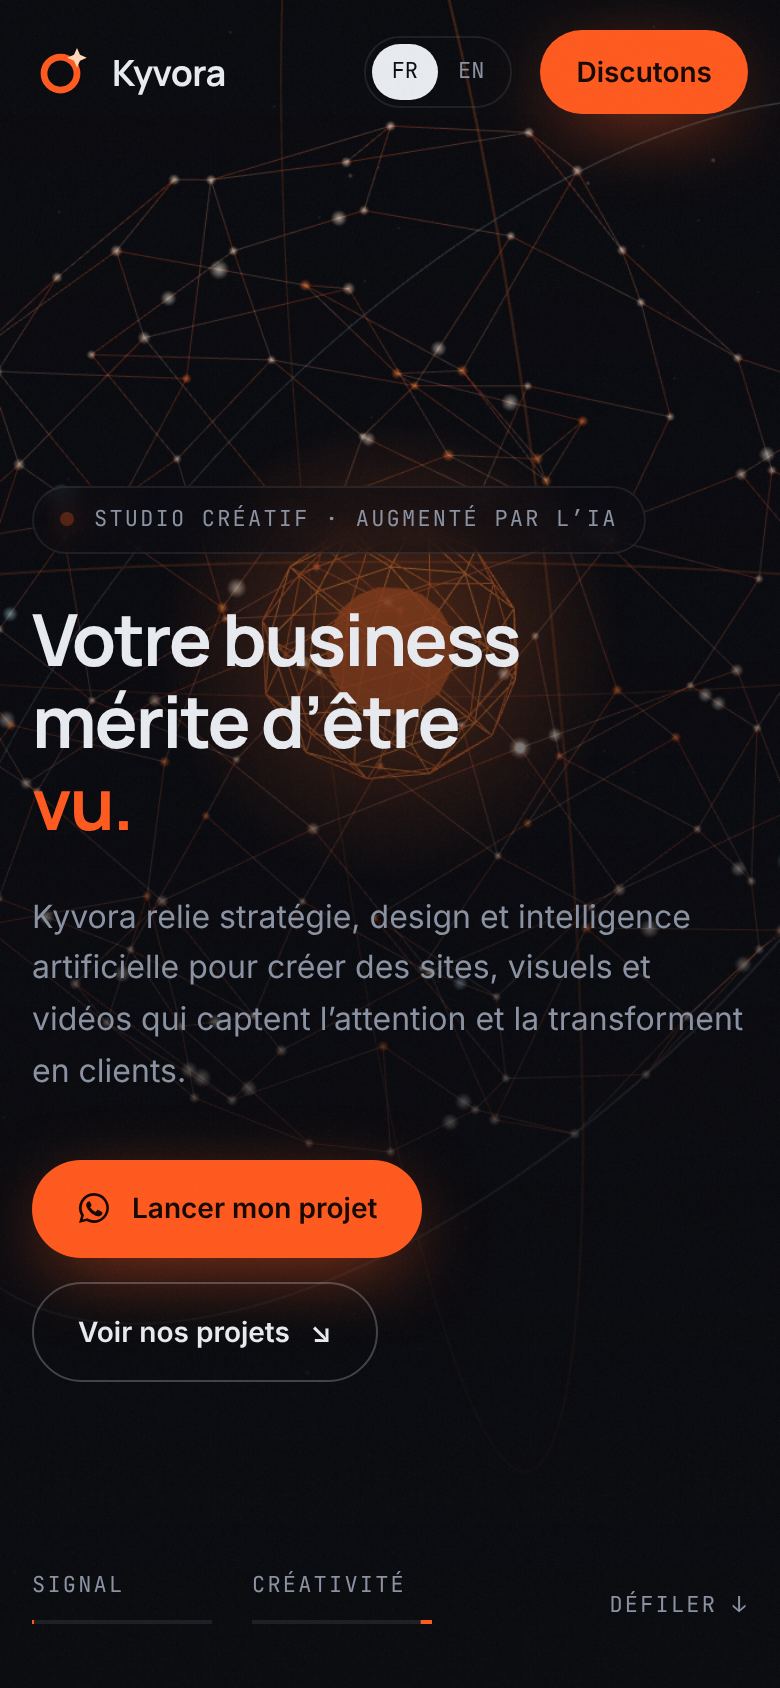 Kyvora
FR EN
Discutons
STUDIO CRÉATIF · AUGMENTÉ PAR L’IA
Votre business
mérite d’être
vu.
Kyvora relie stratégie, design et intelligence
artificielle pour créer des sites, visuels et
vidéos qui captent l’attention et la transforment
en clients.
Lancer mon projet
Voir nos projets ↘
SIGNAL
CRÉATIVITÉ
DÉFILER ↓